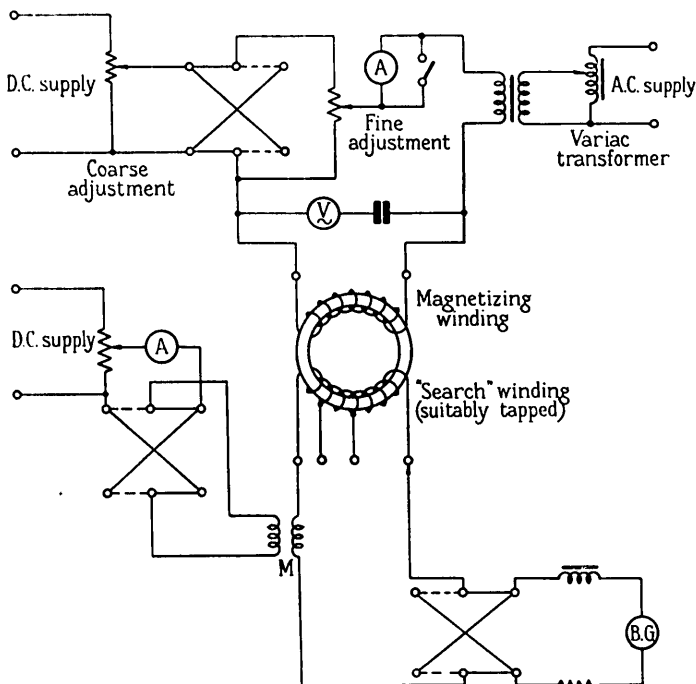 D.C. supply
Coarse
adjustment
A
Fine
adjustment
A.C. supply
Variac
transformer
V
Magnetizing
winding
D.C. supply
A
"Search" winding
(suitably tapped)
M
B.G